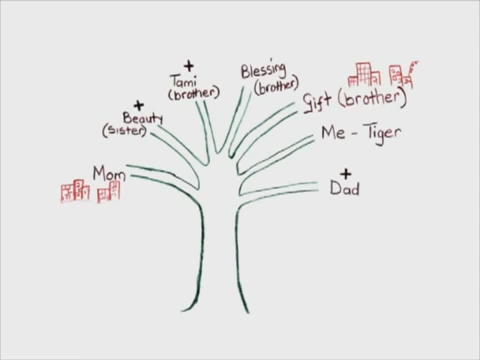 Mom
Beauty
(Sister)
Tami
(brother)
Blessing
(brother)
Gift (brother)
Me - Tiger
Dad